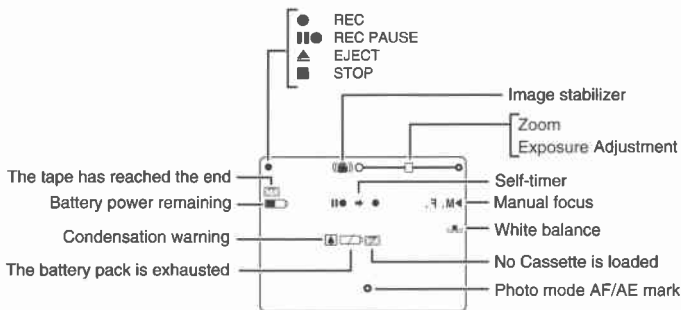 REC
REC PAUSE
EJECT
STOP
Image stabilizer
Zoom
Exposure Adjustment
The tape has reached the end
Battery power remaining
Self-timer
M.F.
Manual focus
White balance
Condensation warning
The battery pack is exhausted
No Cassette is loaded
Photo mode AF/AE mark